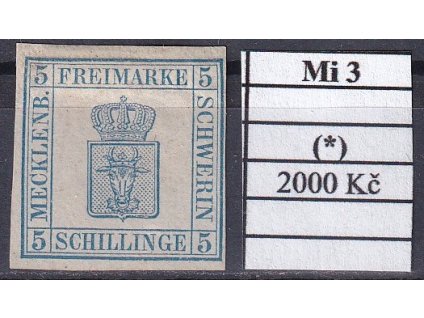 5 FREIMARKE 5
MECKLENB.
SCHWERIN
5 SCHILLINGE 5
Mi 3
(*)
2000 Kč